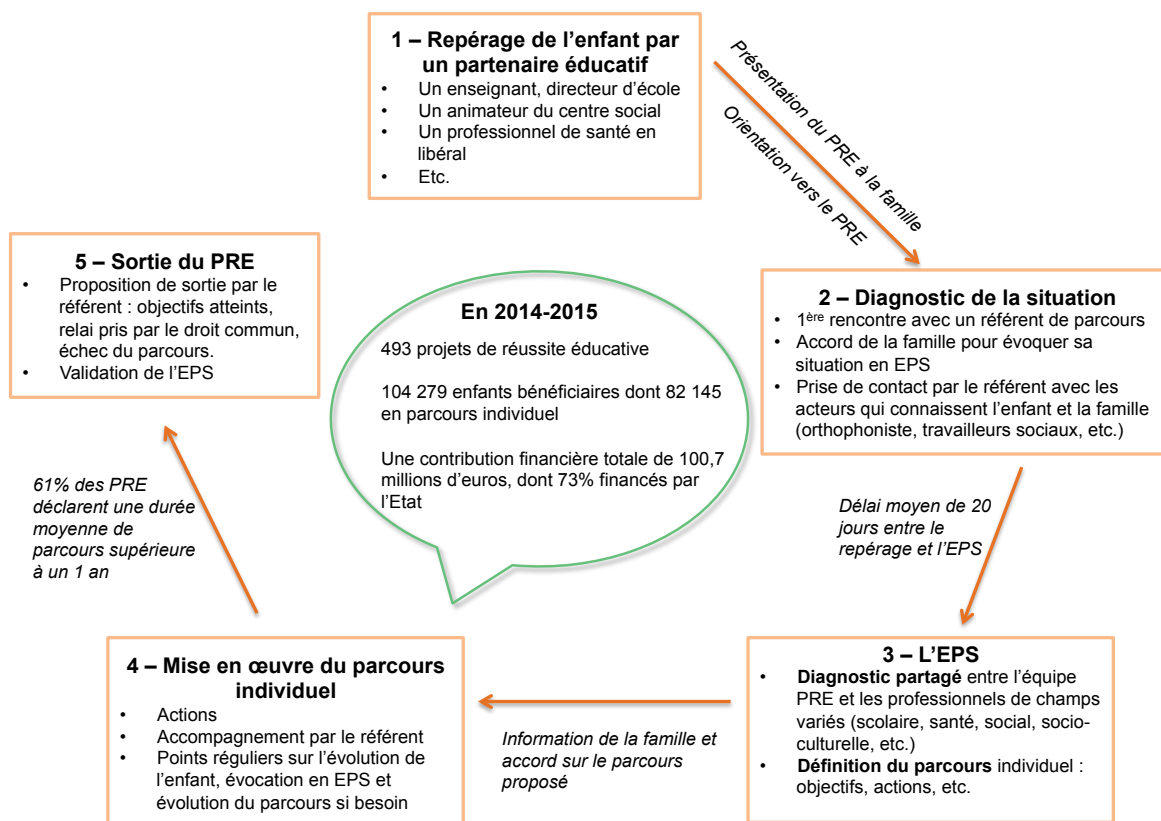 1 – Repérage de l'enfant par
un partenaire éducatif
• Un enseignant, directeur d'école
• Un animateur du centre social
• Un professionnel de santé en
libéral
• Etc.
Présentation du PRE à la famille
Orientation vers le PRE
2 – Diagnostic de la situation
• 1ère rencontre avec un référent de parcours
• Accord de la famille pour évoquer sa
situation en EPS
• Prise de contact par le référent avec les
acteurs qui connaissent l'enfant et la famille
(orthophoniste, travailleurs sociaux, etc.)
Délai moyen de 20
jours entre le
repérage et l'EPS
3 – L'EPS
• Diagnostic partagé entre l'équipe
PRE et les professionnels de champs
variés (scolaire, santé, social, socio-
culturelle, etc.)
• Définition du parcours individuel :
objectifs, actions, etc.
Information de la famille et
accord sur le parcours
proposé
4 – Mise en œuvre du parcours
individuel
• Actions
• Accompagnement par le référent
• Points réguliers sur l'évolution de
l'enfant, évocation en EPS et
évolution du parcours si besoin
61% des PRE
déclarent une durée
moyenne de
parcours supérieure
à un 1 an
5 – Sortie du PRE
• Proposition de sortie par le
référent : objectifs atteints,
relai pris par le droit commun,
échec du parcours.
• Validation de l'EPS
En 2014-2015
493 projets de réussite éducative
104 279 enfants bénéficiaires dont 82 145
en parcours individuel
Une contribution financière totale de 100,7
millions d'euros, dont 73% financés par
l'Etat